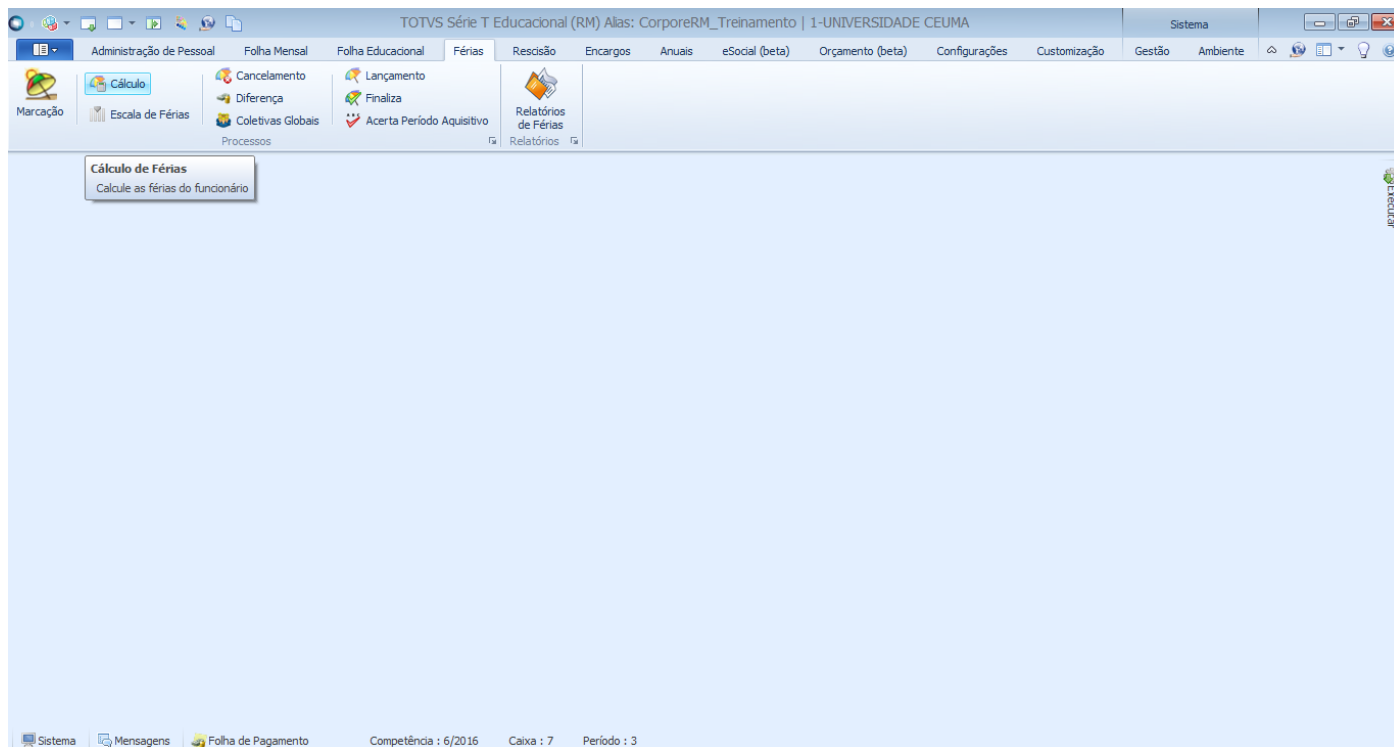 TOTVS Série T Educacional (RM) Alias: CorporeRM_Treinamento | 1-UNIVERSIDADE CEUMA
Sistema
Administração de Pessoal Folha Mensal Folha Educacional Férias Rescisão Encargos Anuais eSocial (beta) Orçamento (beta) Configurações Customização Gestão Ambiente
Marcação
Cálculo
Escala de Férias
Cancelamento
Diferença
Coletivas Globais
Lançamento
Finaliza
Acerta Período Aquisitivo
Processos
Relatórios
de Férias
Relatórios
Cálculo de Férias
Calcule as férias do funcionário
Executar
Sistema Mensagens Folha de Pagamento Competência : 6/2016 Caixa : 7 Período : 3